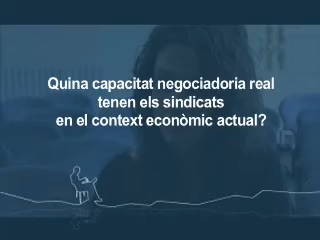 Quina capacitat negociadoria real
tenen els sindicats
en el context econòmic actual?